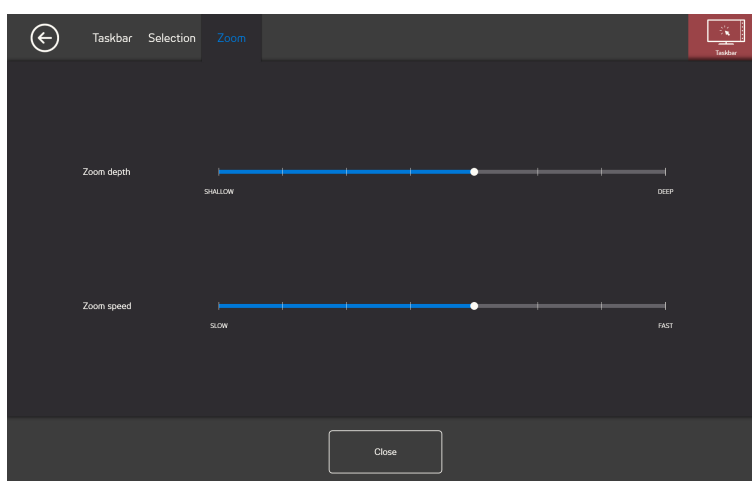 Taskbar Selection Zoom
Taskbar
Zoom depth
SHALLOW DEEP
Zoom speed
SLOW FAST
Close